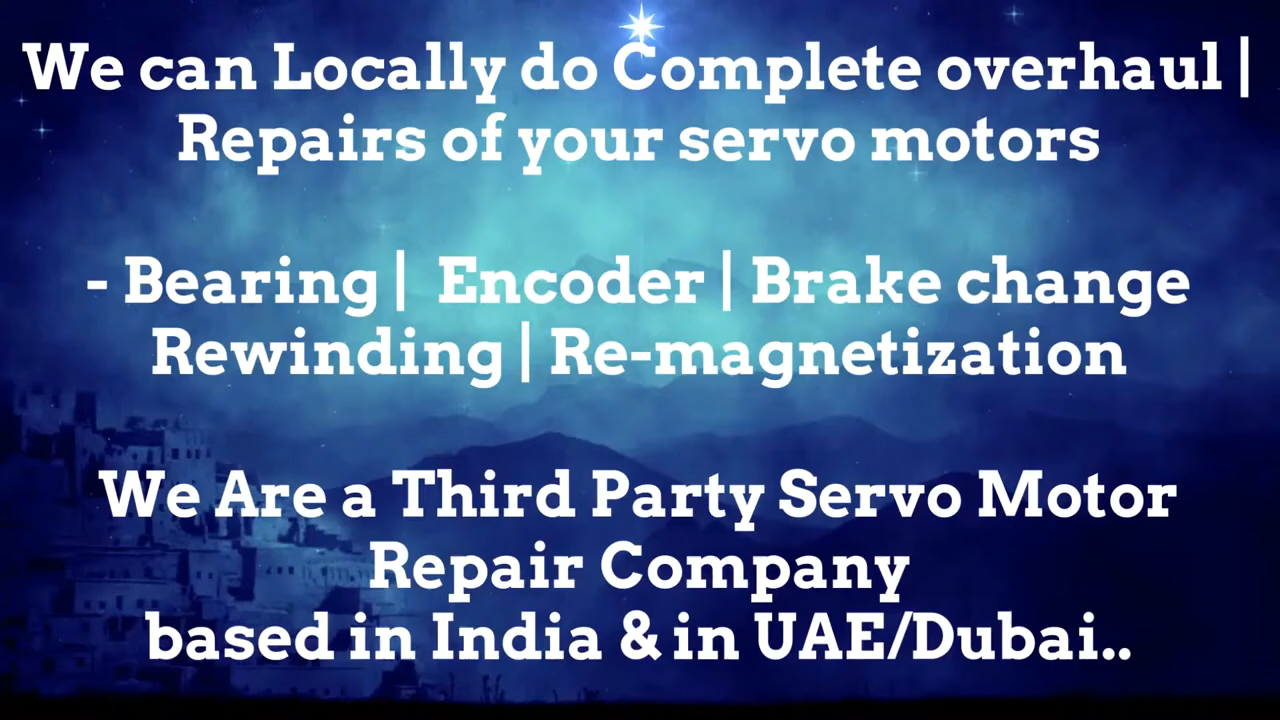 We can Locally do Complete overhaul |
Repairs of your servo motors
- Bearing | Encoder | Brake change
Rewinding | Re-magnetization
We Are a Third Party Servo Motor
Repair Company
based in India & in UAE/Dubai..